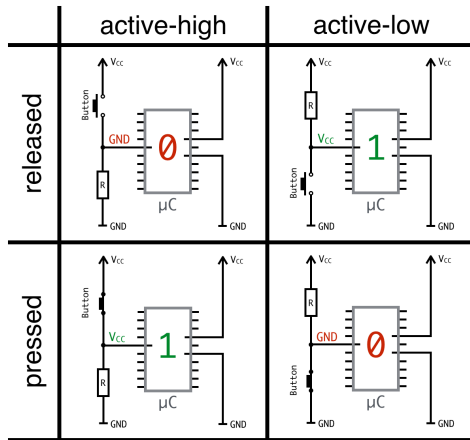 active-high
active-low
released
Vcc
Vcc
Button
GND
0
R
GND
GND
µC
Vcc
Vcc
R
Vcc
1
Button
GND
GND
µC
pressed
Vcc
Vcc
Button
Vcc
1
R
GND
GND
µC
Vcc
Vcc
R
GND
0
Button
GND
GND
µC